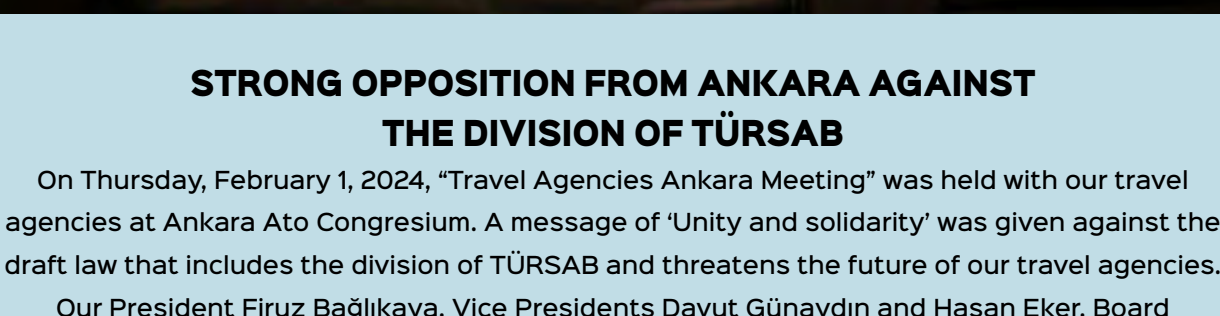 STRONG OPPOSITION FROM ANKARA AGAINST
THE DIVISION OF TÜRSAB
On Thursday, February 1, 2024, “Travel Agencies Ankara Meeting” was held with our travel
agencies at Ankara Ato Congresium. A message of ‘Unity and solidarity’ was given against the
draft law that includes the division of TÜRSAB and threatens the future of our travel agencies.
Our President Firuz Bağlıkaya, Vice Presidents Davut Günaydın and Hasan Eker, Board